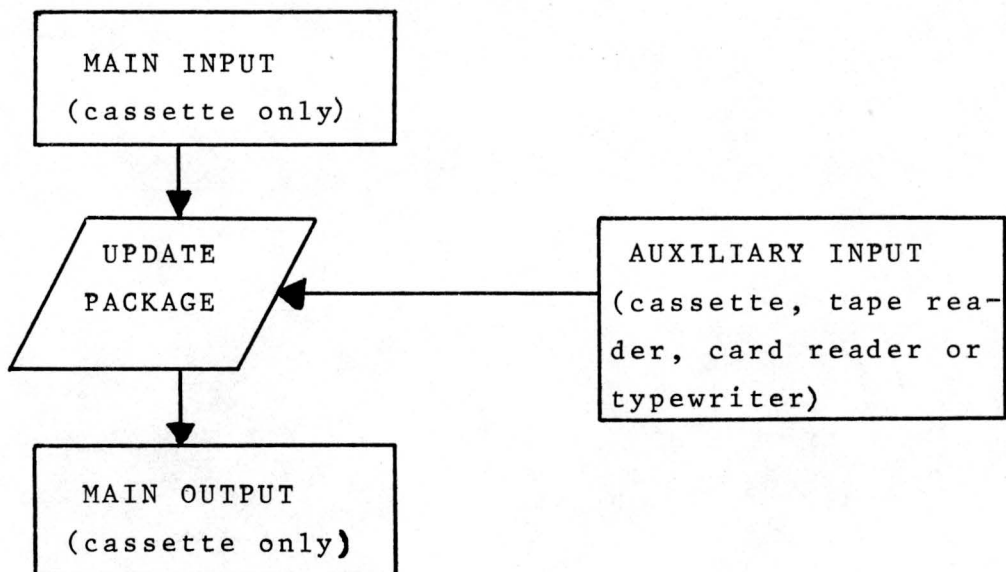 MAIN INPUT
(cassette only)
UPDATE
PACKAGE
AUXILIARY INPUT
(cassette, tape rea-
der, card reader or
typewriter)
MAIN OUTPUT
(cassette only)